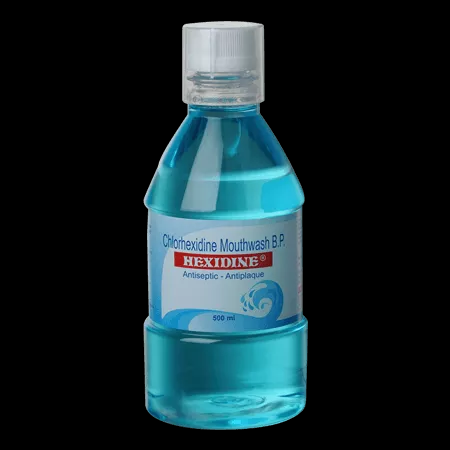 Chlorhexidine Mouthwash B.P.
HEXIDINE®
Antiseptic - Antiplaque
500 ml